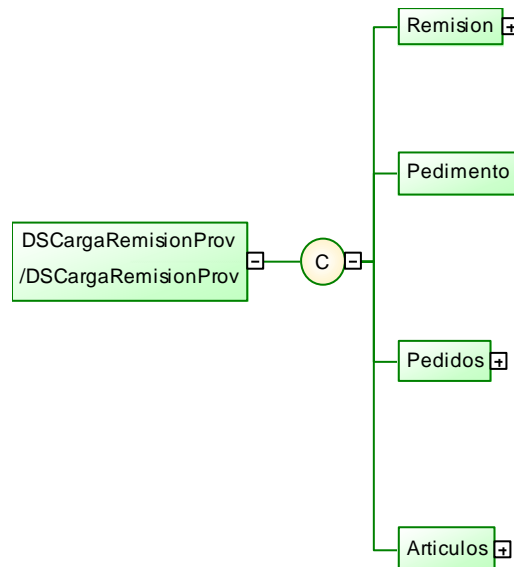 Remision
Pedimento
DSCargaRemisionProv
/DSCargaRemisionProv
C
Pedidos
Articulos